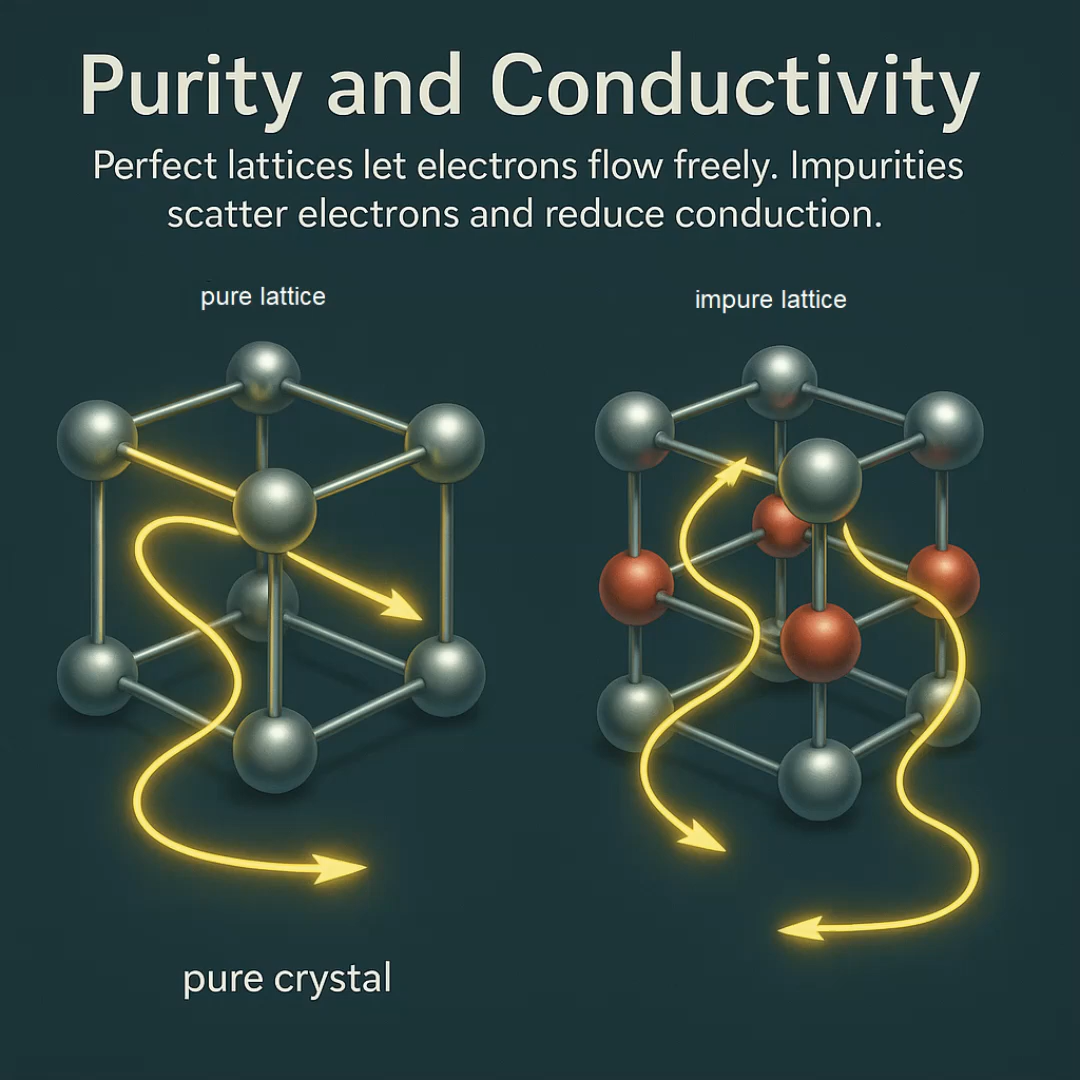 Purity and Conductivity
Perfect lattices let electrons flow freely. Impurities
scatter electrons and reduce conduction.
pure lattice
impure lattice
pure crystal